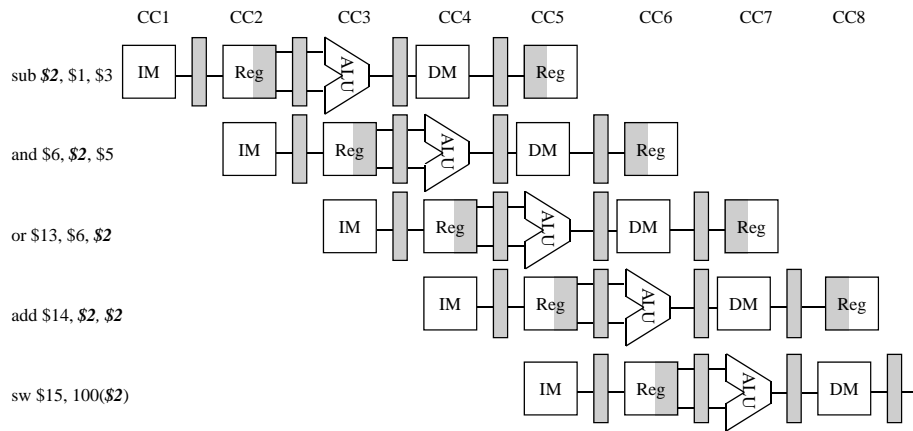 CC1 CC2 CC3 CC4 CC5 CC6 CC7 CC8
sub $2, $1, $3 IM Reg ALU DM Reg
and $6, $2, $5 IM Reg ALU DM Reg
or $13, $6, $2 IM Reg ALU DM Reg
add $14, $2, $2 IM Reg ALU DM Reg
sw $15, 100($2) IM Reg ALU DM